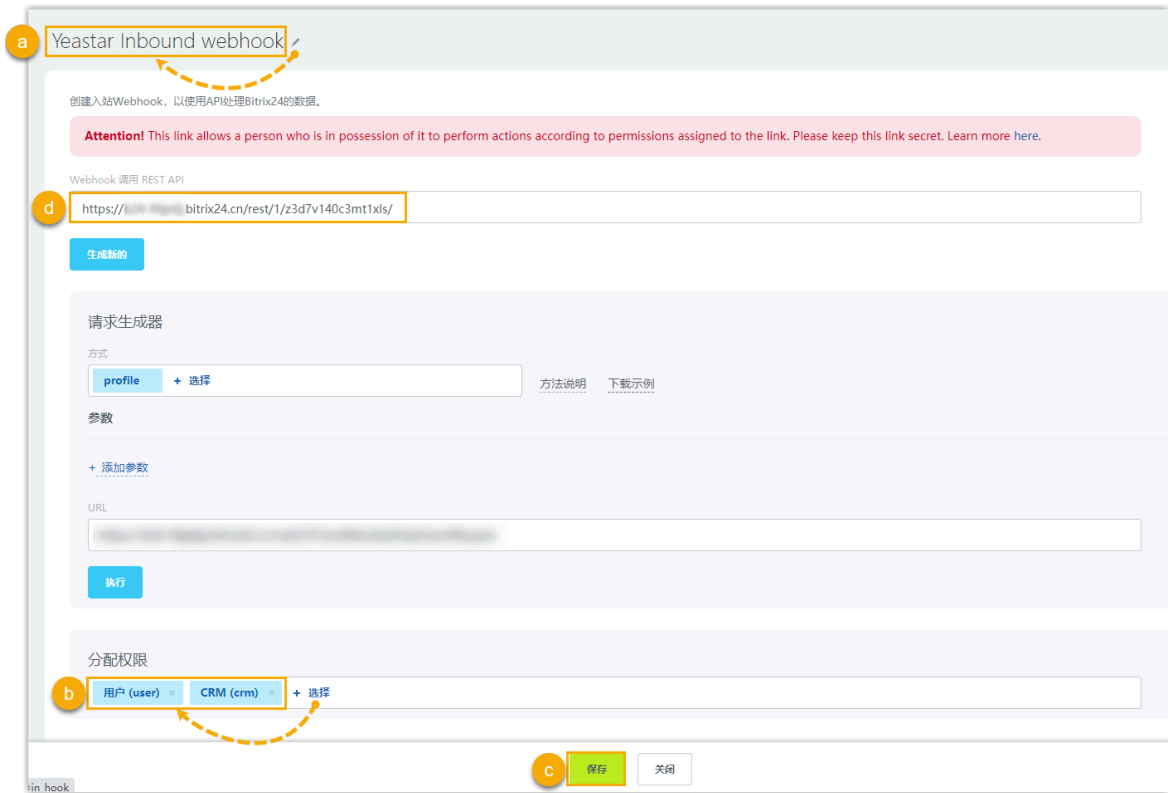 a
Yeastar Inbound webhook
创建入站Webhook，以使用API处理Bitrix24的数据。
Attention! This link allows a person who is in possession of it to perform actions according to permissions assigned to the link. Please keep this link secret. Learn more here.
Webhook 调用 REST API
d
https:// bitrix24.cn/rest/1/z3d7v140c3mt1xls/
生成新的
请求生成器
方式
profile + 选择 方法说明 下载示例
参数
+ 添加参数
URL
执行
分配权限
b
用户 (user) × CRM (crm) × + 选择
c
保存 关闭
in hook